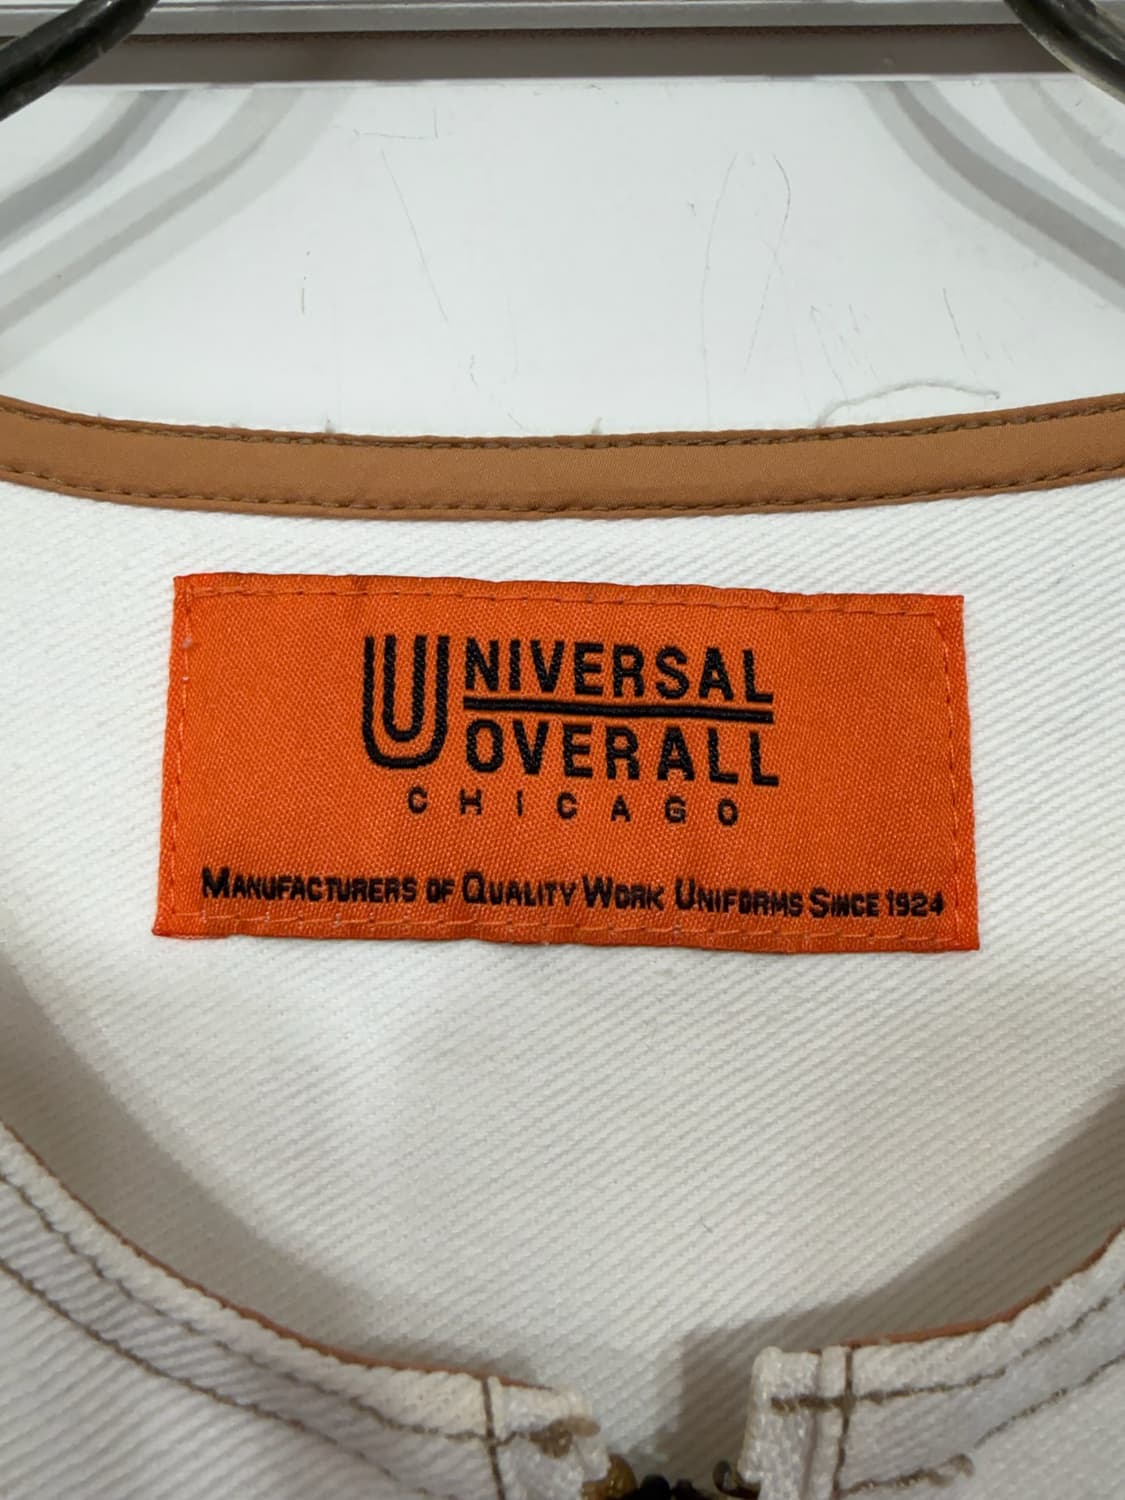 UNIVERSAL
OVERALL
CHICAGO
MANUFACTURERS OF QUALITY WORK UNIFORMS SINCE 1924